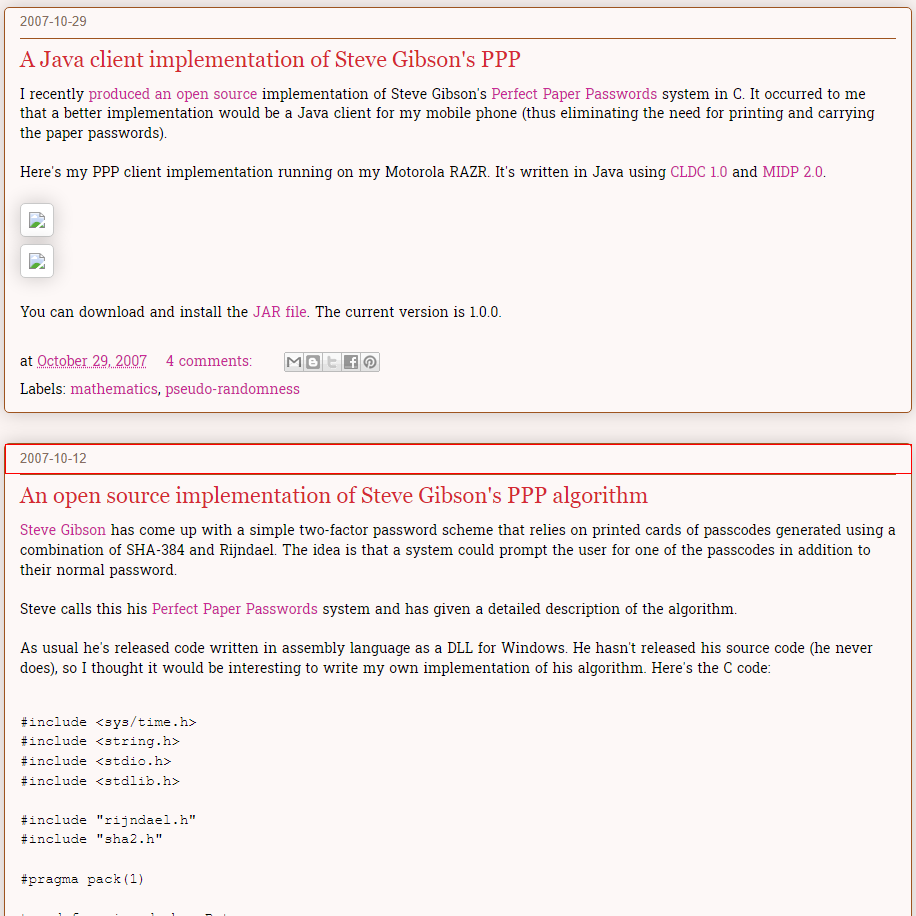 2007-10-29
A Java client implementation of Steve Gibson's PPP
I recently produced an open source implementation of Steve Gibson's Perfect Paper Passwords system in C. It occurred to me
that a better implementation would be a Java client for my mobile phone (thus eliminating the need for printing and carrying
the paper passwords).
Here's my PPP client implementation running on my Motorola RAZR. It's written in Java using CLDC 1.0 and MIDP 2.0.
You can download and install the JAR file. The current version is 1.0.0.
at October 29, 2007 4 comments:
Labels: mathematics, pseudo-randomness
2007-10-12
An open source implementation of Steve Gibson's PPP algorithm
Steve Gibson has come up with a simple two-factor password scheme that relies on printed cards of passcodes generated using a
combination of SHA-384 and Rijndael. The idea is that a system could prompt the user for one of the passcodes in addition to
their normal password.
Steve calls this his Perfect Paper Passwords system and has given a detailed description of the algorithm.
As usual he's released code written in assembly language as a DLL for Windows. He hasn't released his source code (he never
does), so I thought it would be interesting to write my own implementation of his algorithm. Here's the C code:
#include <sys/time.h>
#include <string.h>
#include <stdio.h>
#include <stdlib.h>
#include "rijndael.h"
#include "sha2.h"
#pragma pack(1)